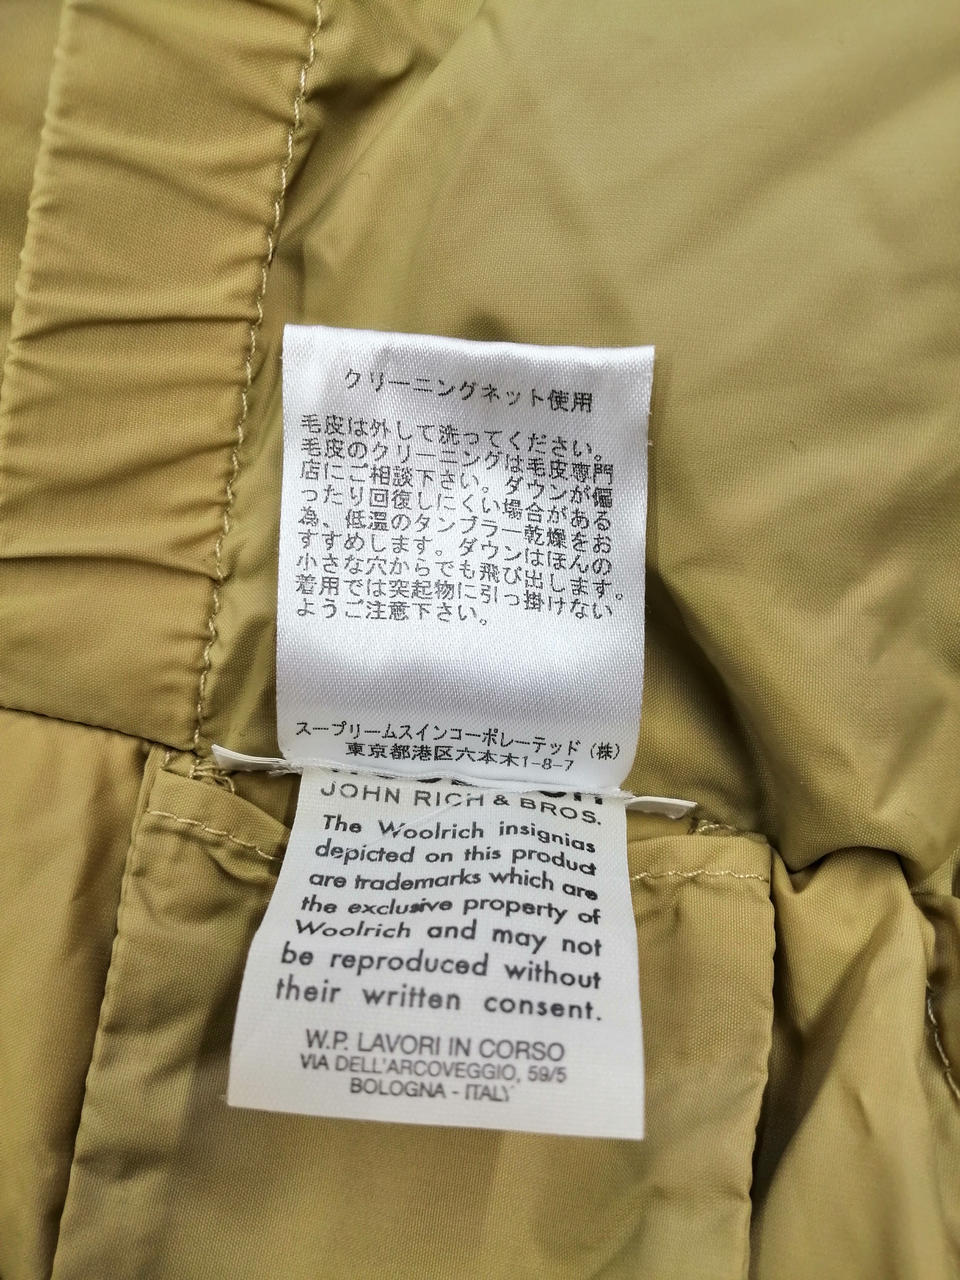 クリーニングネット使用
毛皮は外して洗ってください。
毛皮のクリーニングは毛皮専門
店にご相談下さい。ダウンが偏
ったり回復しにくい場合がある
為、低温のタンブラー乾燥をお
すすめします。ダウンはほんの
小さな穴からでも飛び出します。
着用では突起物に引っ掛けない
ようご注意下さい。
スープリームスインコーポレーテッド（株）
東京都港区六本木1-8-7
JOHN RICH & BROS.
The Woolrich insignias
depicted on this product
are trademarks which are
the exclusive property of
Woolrich and may not
be reproduced without
their written consent.
W.P. LAVORI IN CORSO
VIA DELL'ARCOVEGGIO, 59/5
BOLOGNA - ITALY